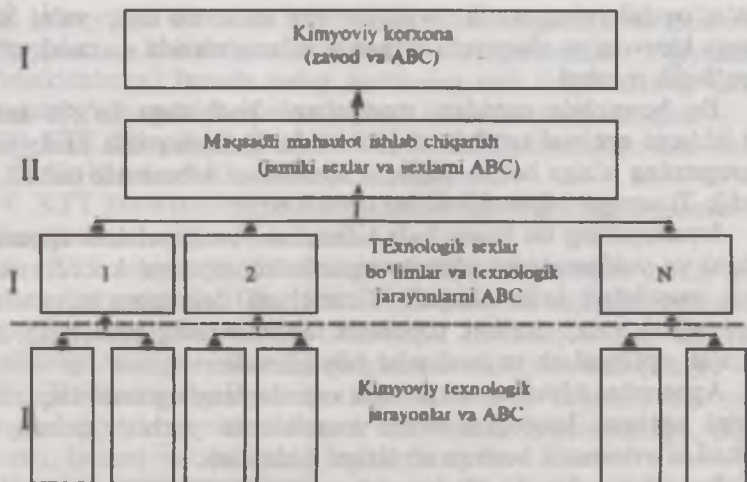 I
Kimyoviy korxona
(zavod va ABC)
II
Maqsadli mahsulot ishlab chiqarish
(jamiki sexlar va sexlarni ABC)
I
1
2
TExnologik sexlar
bo'limlar va texnologik
jarayonlarni ABC
N
I
Kimyoviy texnologik
jarayonlar va ABC